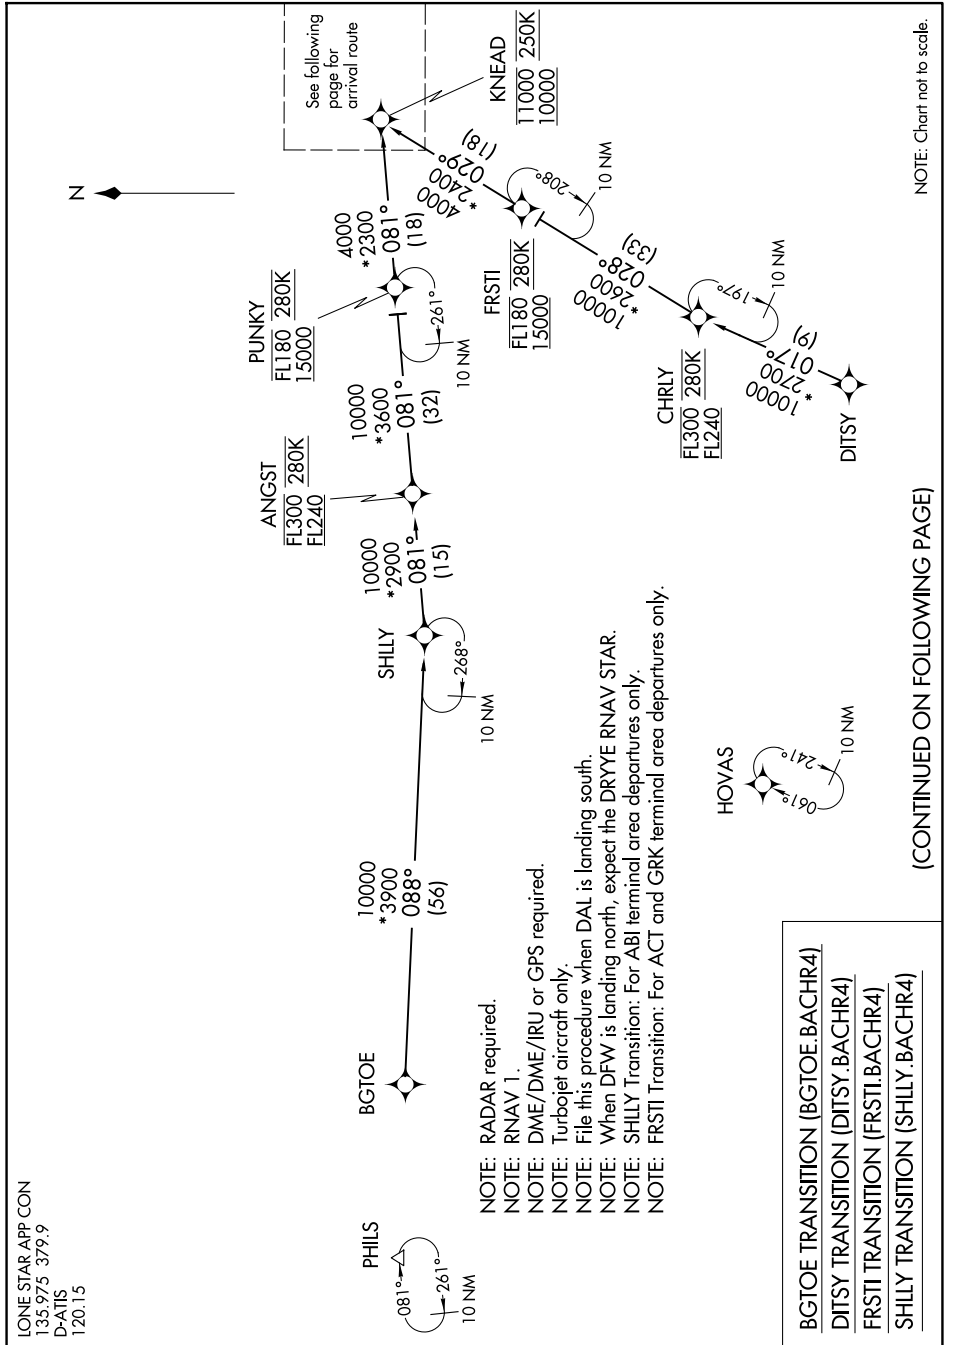 LONE STAR APP CON
135.975 379.9
D-ATIS
120.15
N
See following
page for
arrival route
KNEAD
11000 250K
10000
PUNKY
FL180 280K
15000
4000
*2300
081°
(18)
261°
10 NM
ANGST
FL300 280K
FL240
10000
*3600
081°
(32)
SHLLY
10000
*2900
081°
(15)
268°
10 NM
BGTOE
10000
*3900
088°
(56)
PHILS
081°
261°
10 NM
4000
*2400
029°
(18)
FRSTI
FL180 280K
15000
208°
10 NM
10000
*2600
028°
(33)
CHRLY
FL300 280K
FL240
197°
10 NM
10000
*2700
017°
(9)
DITSY
HOVAS
241°
061°
10 NM
NOTE: RADAR required.
NOTE: RNAV 1.
NOTE: DME/DME/IRU or GPS required.
NOTE: Turbojet aircraft only.
NOTE: File this procedure when DAL is landing south.
NOTE: When DFW is landing north, expect the DRYYE RNAV STAR.
NOTE: SHLLY Transition: For ABI terminal area departures only.
NOTE: FRSTI Transition: For ACT and GRK terminal area departures only.
NOTE: Chart not to scale.
BGTOE TRANSITION (BGTOE.BACHR4)
DITSY TRANSITION (DITSY.BACHR4)
FRSTI TRANSITION (FRSTI.BACHR4)
SHLLY TRANSITION (SHLLY.BACHR4)
(CONTINUED ON FOLLOWING PAGE)